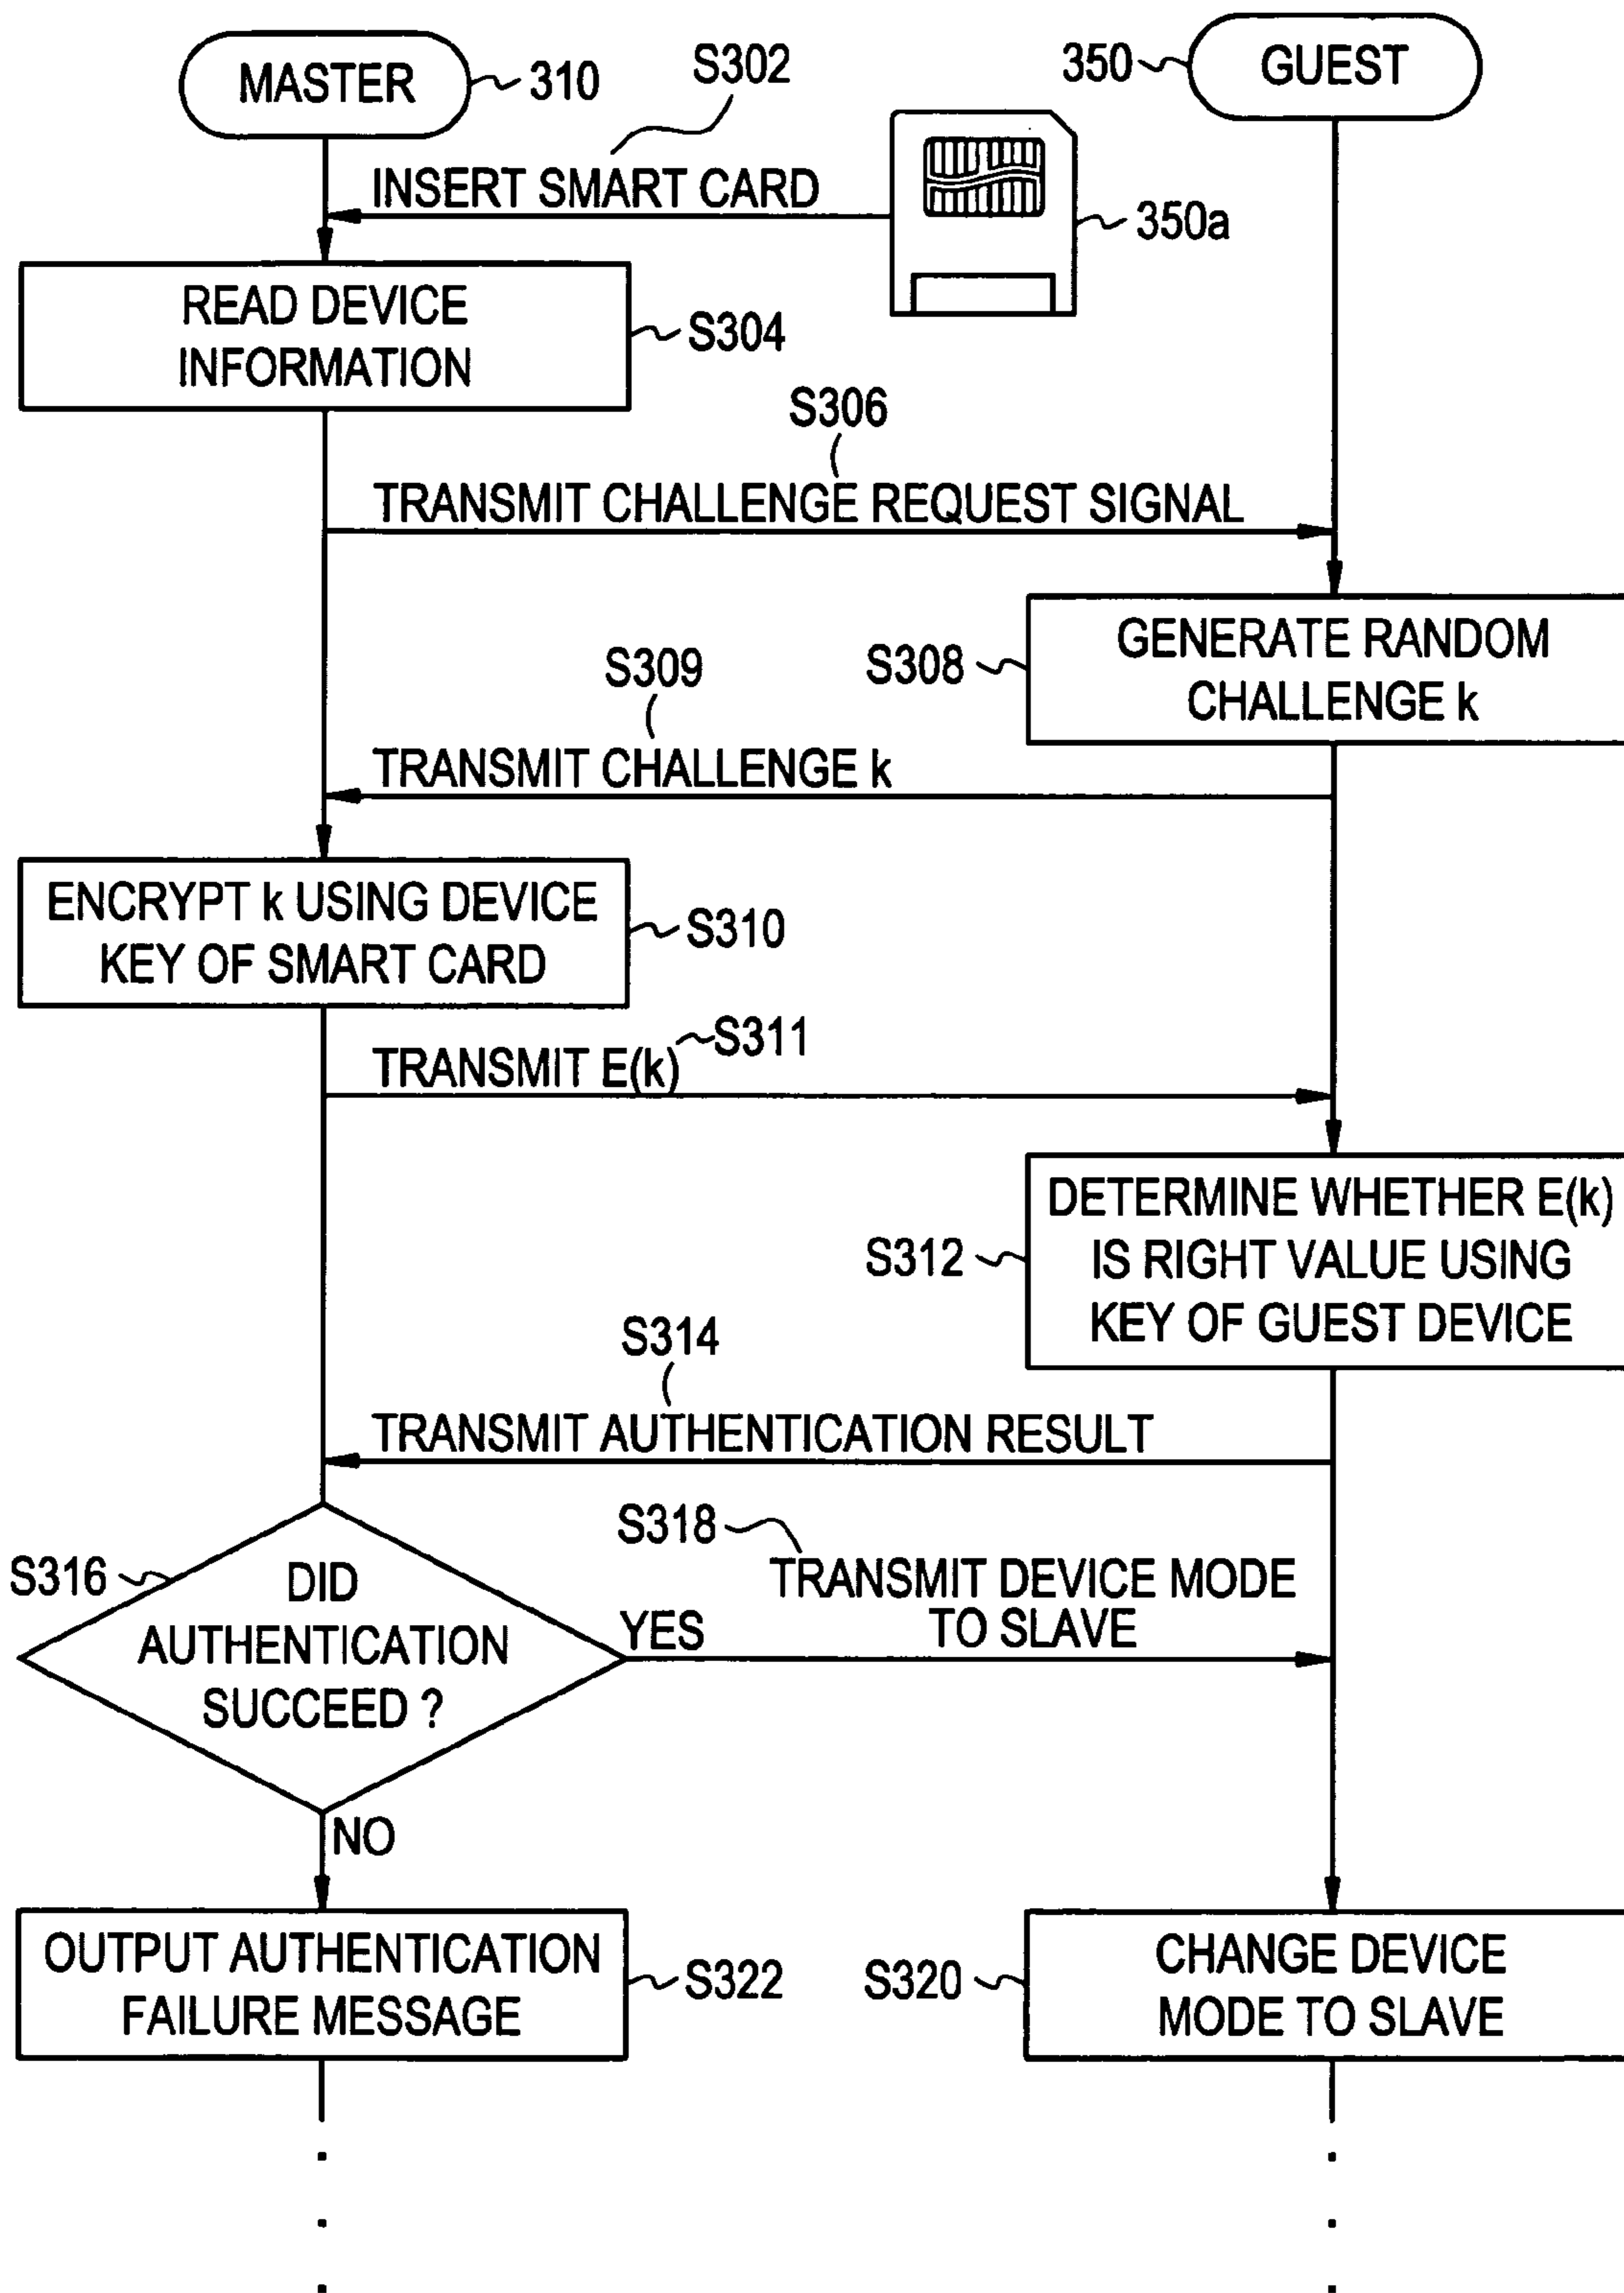 MASTER
310
S302
350
GUEST
INSERT SMART CARD
350a
READ DEVICE
INFORMATION
S304
S306
TRANSMIT CHALLENGE REQUEST SIGNAL
GENERATE RANDOM
CHALLENGE k
S308
S309
TRANSMIT CHALLENGE k
ENCRYPT k USING DEVICE
KEY OF SMART CARD
S310
S311
TRANSMIT E(k)
DETERMINE WHETHER E(k)
IS RIGHT VALUE USING
KEY OF GUEST DEVICE
S312
S314
TRANSMIT AUTHENTICATION RESULT
S316
DID
AUTHENTICATION
SUCCEED ?
S318
TRANSMIT DEVICE MODE
TO SLAVE
YES
NO
OUTPUT AUTHENTICATION
FAILURE MESSAGE
S322
S320
CHANGE DEVICE
MODE TO SLAVE